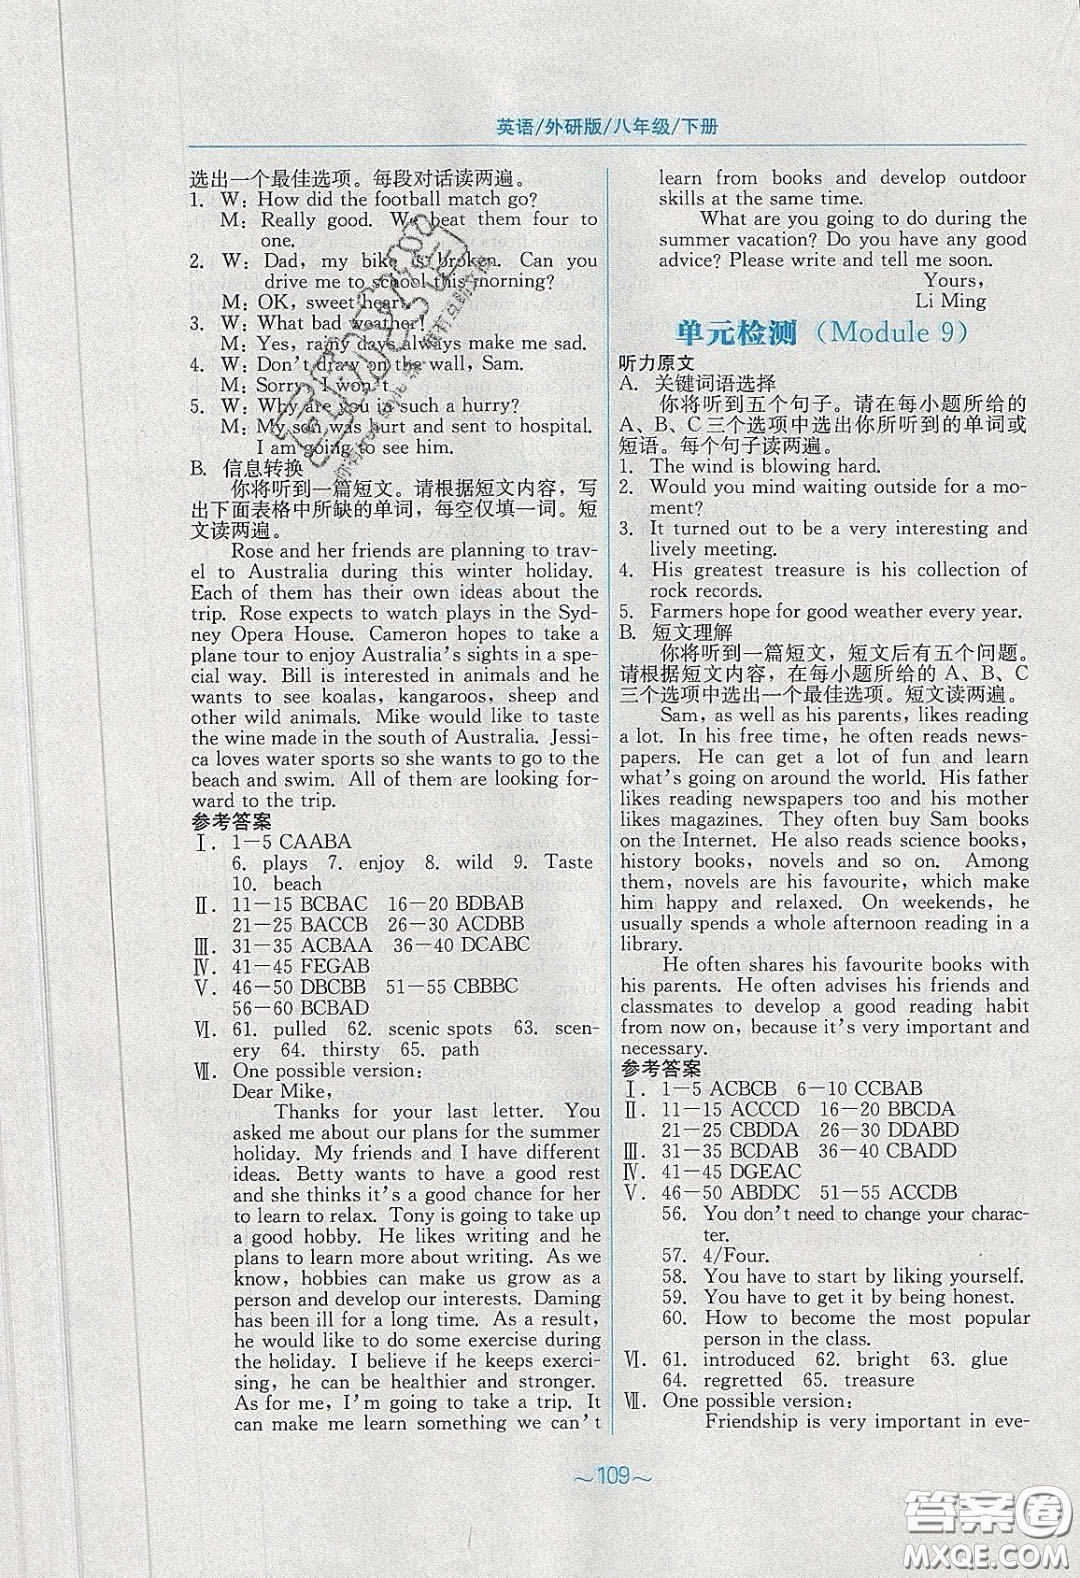 英语/外研版/八年级/下册
选出一个最佳选项。每段对话读两遍。
1. W: How did the football match go?
M: Really good. We beat them four to
one.
2. W: Dad, my bike is broken. Can you
drive me to school this morning?
M: OK, sweet heart.
3. W: What bad weather!
M: Yes, rainy days always make me sad.
4. W: Don't draw on the wall, Sam.
M: Sorry, I won't.
5. W: Why are you in such a hurry?
M: My son was hurt and sent to hospital.
I am going to see him.
B. 信息转换
你将听到一篇短文。请根据短文内容，写
出下面表格中所缺的单词，每空仅填一词。短
文读两遍。
Rose and her friends are planning to trav-
el to Australia during this winter holiday.
Each of them has their own ideas about the
trip. Rose expects to watch plays in the Syd-
ney Opera House. Cameron hopes to take a
plane tour to enjoy Australia's sights in a spe-
cial way. Bill is interested in animals and he
wants to see koalas, kangaroos, sheep and
other wild animals. Mike would like to taste
the wine made in the south of Australia. Jessi-
ca loves water sports so she wants to go to the
beach and swim. All of them are looking for-
ward to the trip.
参考答案
Ⅰ. 1—5 CAABA
6. plays 7. enjoy 8. wild 9. Taste
10. beach
Ⅱ. 11—15 BCBAC 16—20 BDBAB
21—25 BACCB 26—30 ACDBB
Ⅲ. 31—35 ACBAA 36—40 DCABC
Ⅳ. 41—45 FEGAB
Ⅴ. 46—50 DBCBB 51—55 CBBBC
56—60 BCBAD
Ⅵ. 61. pulled 62. scenic spots 63. scen-
ery 64. thirsty 65. path
Ⅶ. One possible version:
Dear Mike,
Thanks for your last letter. You
asked me about our plans for the summer
holiday. My friends and I have different
ideas. Betty wants to have a good rest
and she thinks it's a good chance for her
to learn to relax. Tony is going to take up
a good hobby. He likes writing and he
plans to learn more about writing. As we
know, hobbies can make us grow as a
person and develop our interests. Daming
has been ill for a long time. As a result,
he would like to do some exercise during
the holiday. I believe if he keeps exerci-
sing, he can be healthier and stronger.
As for me, I'm going to take a trip. It
can make me learn something we can't
learn from books and develop outdoor
skills at the same time.
What are you going to do during the
summer vacation? Do you have any good
advice? Please write and tell me soon.
Yours,
Li Ming
单元检测（Module 9）
听力原文
A. 关键词语选择
你将听到五个句子。请在每小题所给的
A、B、C三个选项中选出你所听到的单词或
短语。每个句子读两遍。
1. The wind is blowing hard.
2. Would you mind waiting outside for a mo-
ment?
3. It turned out to be a very interesting and
lively meeting.
4. His greatest treasure is his collection of
rock records.
5. Farmers hope for good weather every year.
B. 短文理解
你将听到一篇短文，短文后有五个问题。
请根据短文内容，在每小题所给的 A、B、C
三个选项中选出一个最佳选项。短文读两遍。
Sam, as well as his parents, likes reading
a lot. In his free time, he often reads news-
papers. He can get a lot of fun and learn
what's going on around the world. His father
likes reading newspapers too and his mother
likes magazines. They often buy Sam books
on the Internet. He also reads science books,
history books, novels and so on. Among
them, novels are his favourite, which make
him happy and relaxed. On weekends, he
usually spends a whole afternoon reading in a
library.
He often shares his favourite books with
his parents. He often advises his friends and
classmates to develop a good reading habit
from now on, because it's very important and
necessary.
参考答案
Ⅰ. 1—5 ACBCB 6—10 CCBAB
Ⅱ. 11—15 ACCCD 16—20 BBCDA
21—25 CBDDA 26—30 DDABD
Ⅲ. 31—35 BCDAB 36—40 CBADD
Ⅳ. 41—45 DGEAC
Ⅴ. 46—50 ABDDC 51—55 ACCDB
56. You don't need to change your charac-
ter.
57. 4/Four.
58. You have to start by liking yourself.
59. You have to get it by being honest.
60. How to become the most popular
person in the class.
Ⅵ. 61. introduced 62. bright 63. glue
64. regretted 65. treasure
Ⅶ. One possible version:
Friendship is very important in eve-
~109~
答案圈
MXQE.COM